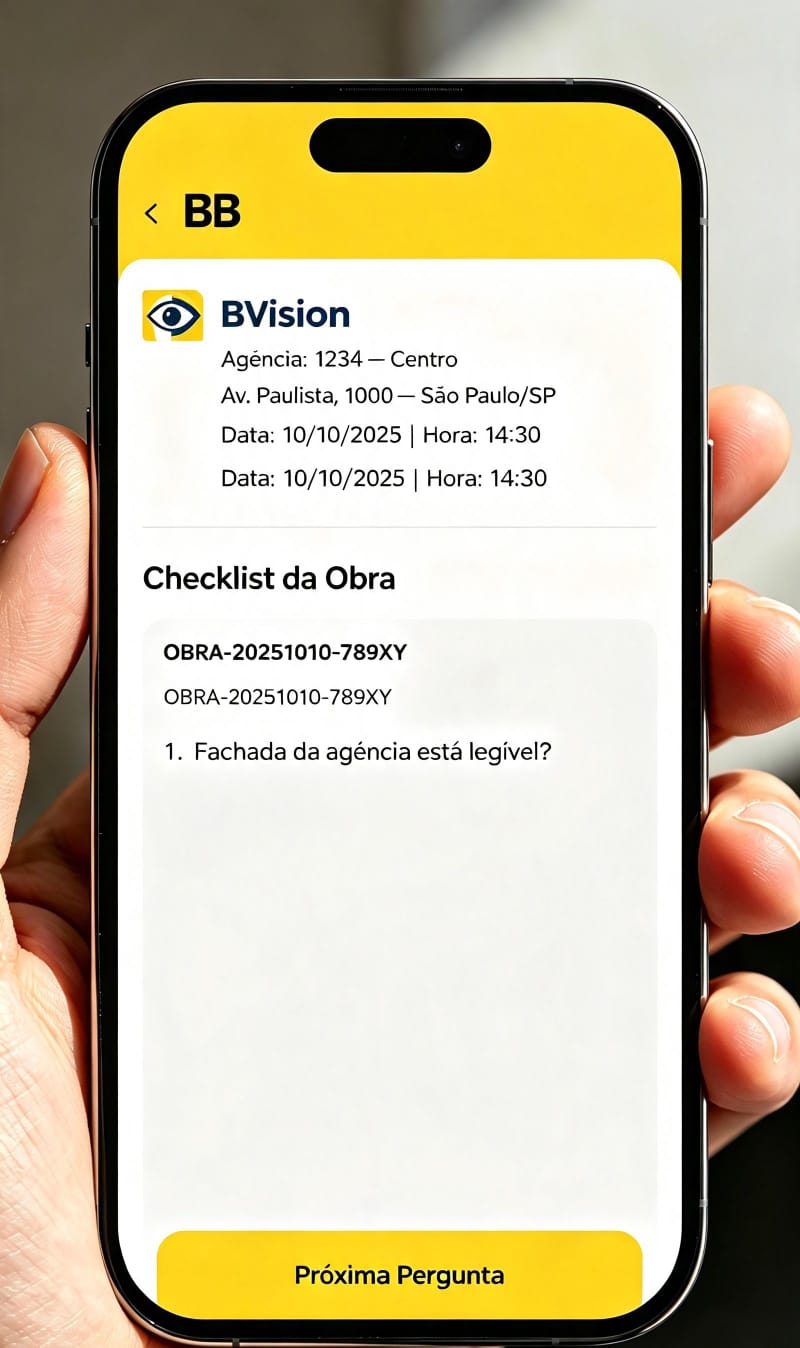 BB
BVision
Agéncia: 1234 — Centro
Av. Paulista, 1000 — São Paulo/SP
Data: 10/10/2025 | Hora: 14:30
Data: 10/10/2025 | Hora: 14:30
Checklist da Obra
OBRA-20251010-789XY
OBRA-20251010-789XY
1. Fachada da agéncia está legível?
Próxima Pergunta